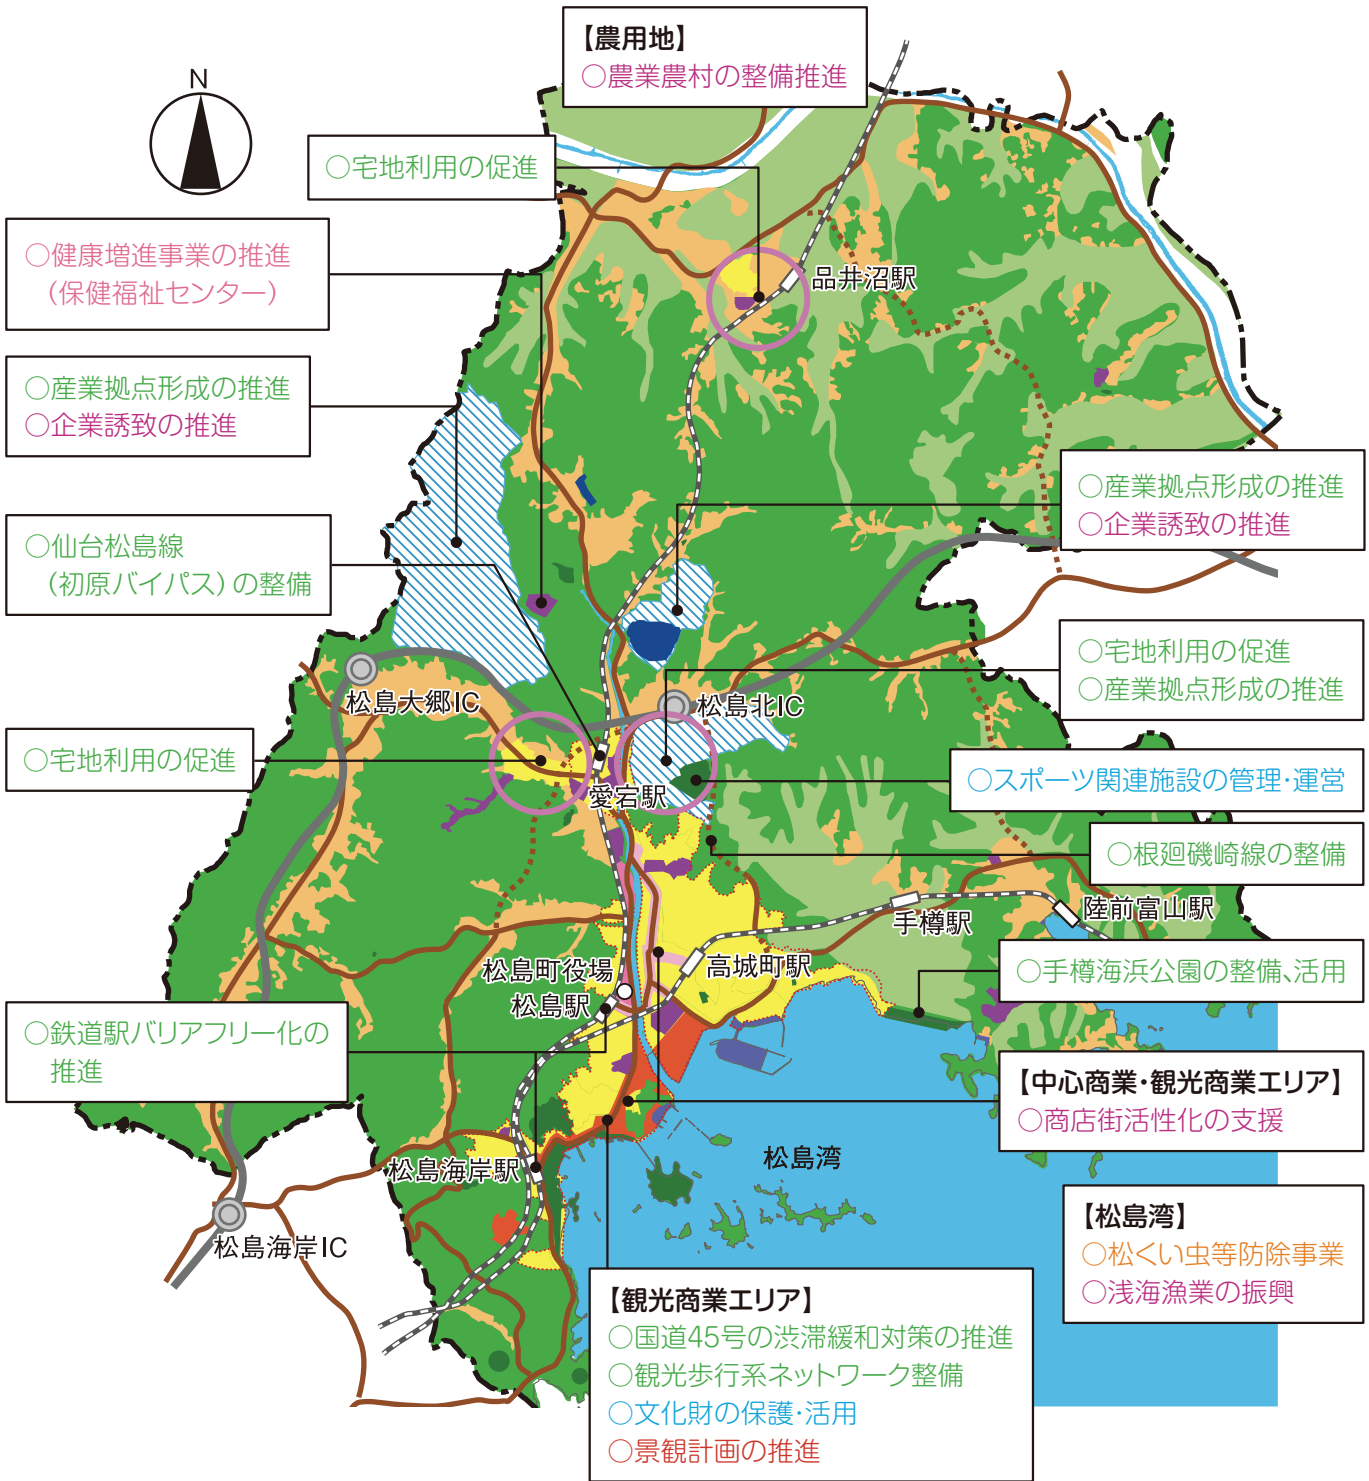 【農用地】
○農業農村の整備推進
N
○宅地利用の促進
○健康増進事業の推進
（保健福祉センター）
品井沼駅
○産業拠点形成の推進
○企業誘致の推進
○産業拠点形成の推進
○企業誘致の推進
○仙台松島線
（初原バイパス）の整備
○宅地利用の促進
○産業拠点形成の推進
松島大郷IC
松島北IC
○宅地利用の促進
○スポーツ関連施設の管理・運営
愛宕駅
○根廻磯崎線の整備
手樽駅
陸前富山駅
松島町役場
高城町駅
○手樽海浜公園の整備、活用
松島駅
○鉄道駅バリアフリー化の
推進
【中心商業・観光商業エリア】
○商店街活性化の支援
松島湾
松島海岸駅
【松島湾】
○松くい虫等防除事業
○浅海漁業の振興
松島海岸IC
【観光商業エリア】
○国道45号の渋滞緩和対策の推進
○観光歩行系ネットワーク整備
○文化財の保護・活用
○景観計画の推進